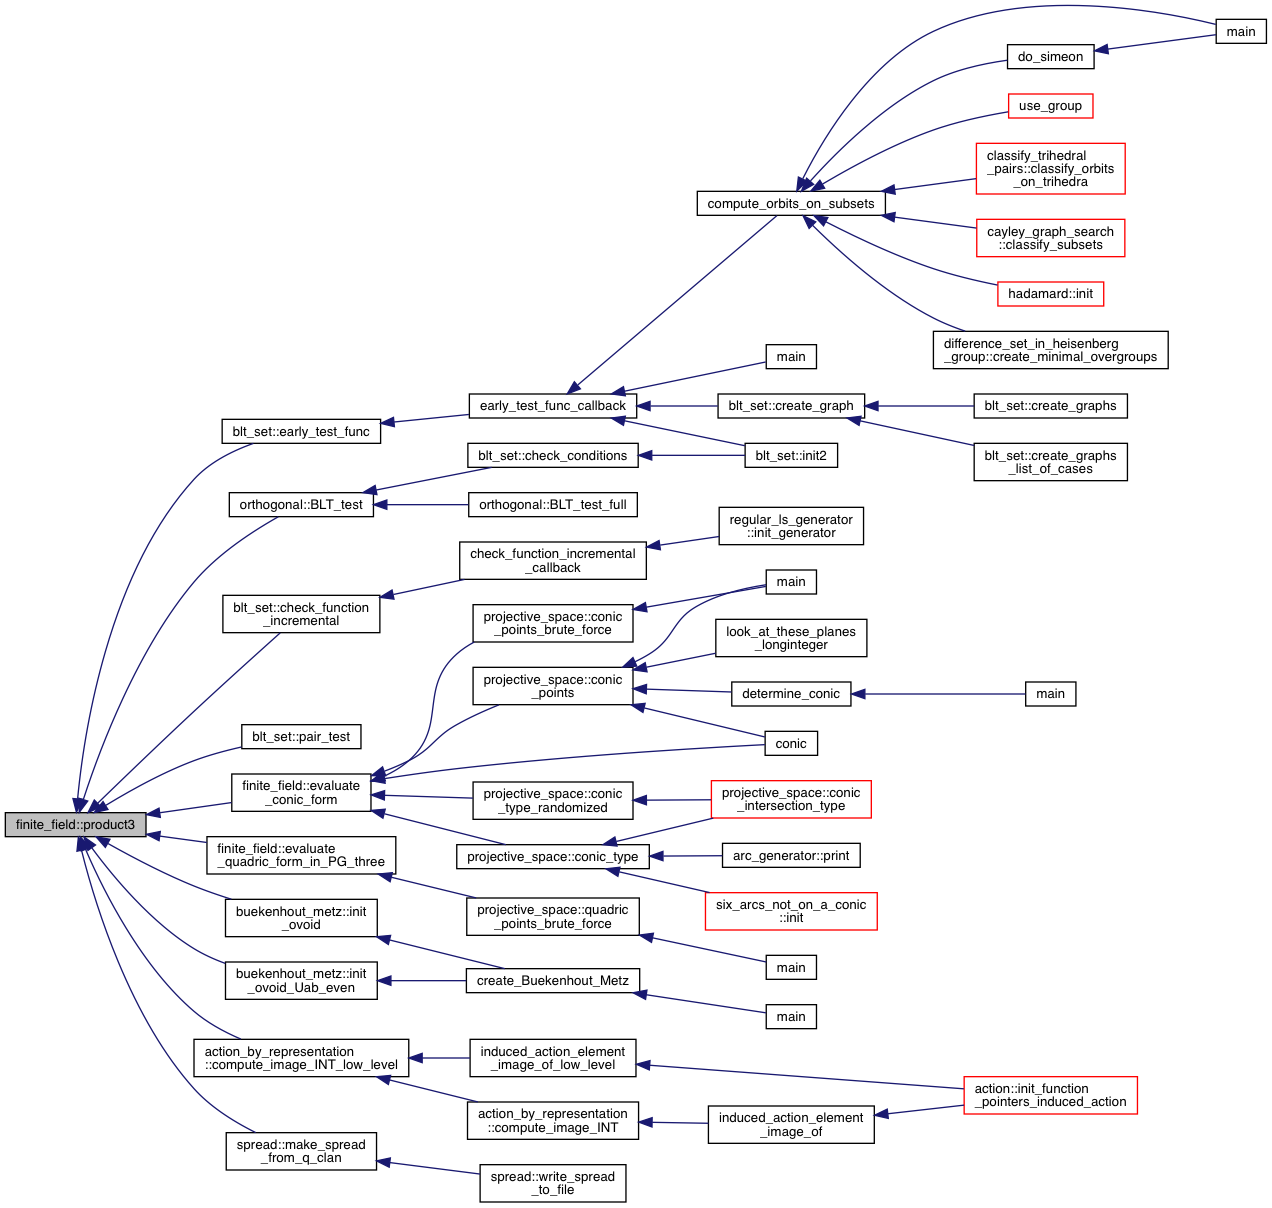 main
do_simeon
use_group
classify_trihedral
_pairs::classify_orbits
_on_trihedra
compute_orbits_on_subsets
cayley_graph_search
::classify_subsets
hadamard::init
difference_set_in_heisenberg
_group::create_minimal_overgroups
main
early_test_func_callback
blt_set::create_graph
blt_set::create_graphs
blt_set::early_test_func
blt_set::check_conditions
blt_set::init2
blt_set::create_graphs
_list_of_cases
orthogonal::BLT_test
orthogonal::BLT_test_full
regular_ls_generator
::init_generator
check_function_incremental
_callback
main
blt_set::check_function
_incremental
projective_space::conic
_points_brute_force
look_at_these_planes
_longinteger
projective_space::conic
_points
determine_conic
main
blt_set::pair_test
conic
finite_field::evaluate
_conic_form
projective_space::conic
_type_randomized
projective_space::conic
_intersection_type
finite_field::product3
finite_field::evaluate
_quadric_form_in_PG_three
projective_space::conic_type
arc_generator::print
buekenhout_metz::init
_ovoid
projective_space::quadric
_points_brute_force
six_arcs_not_on_a_conic
::init
main
buekenhout_metz::init
_ovoid_Uab_even
create_Buekenhout_Metz
main
action_by_representation
::compute_image_INT_low_level
induced_action_element
_image_of_low_level
action::init_function
_pointers_induced_action
action_by_representation
::compute_image_INT
induced_action_element
_image_of
spread::make_spread
_from_q_clan
spread::write_spread
_to_file